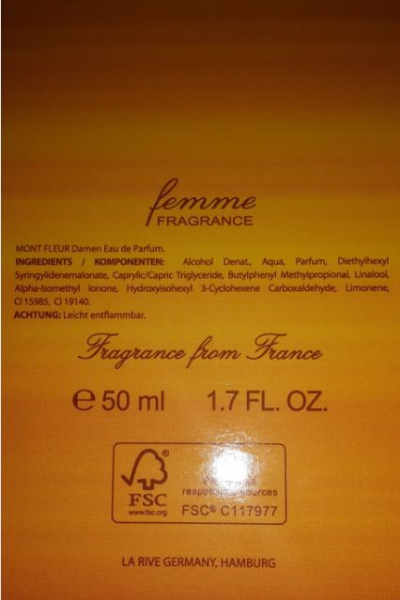 femme
FRAGRANCE
MONT FLEUR Damen Eau de Parfum.
INGREDIENTS / KOMPONENTEN: Alcohol Denat., Aqua, Parfum, Diethylhexyl
Syringylidenemalonate, Caprylic/Capric Triglyceride, Butylphenyl Methylpropional, Linalool,
Alpha-Isomethyl Ionone, Hydroxyisohexyl 3-Cyclohexene Carboxaldehyde, Limonene,
CI 15985, CI 19140.
ACHTUNG: Leicht entflammbar.
Fragrance from France
e 50 ml 1.7 FL. OZ.
FSC
www.fsc.org
FSC® C117977
LA RIVE GERMANY, HAMBURG